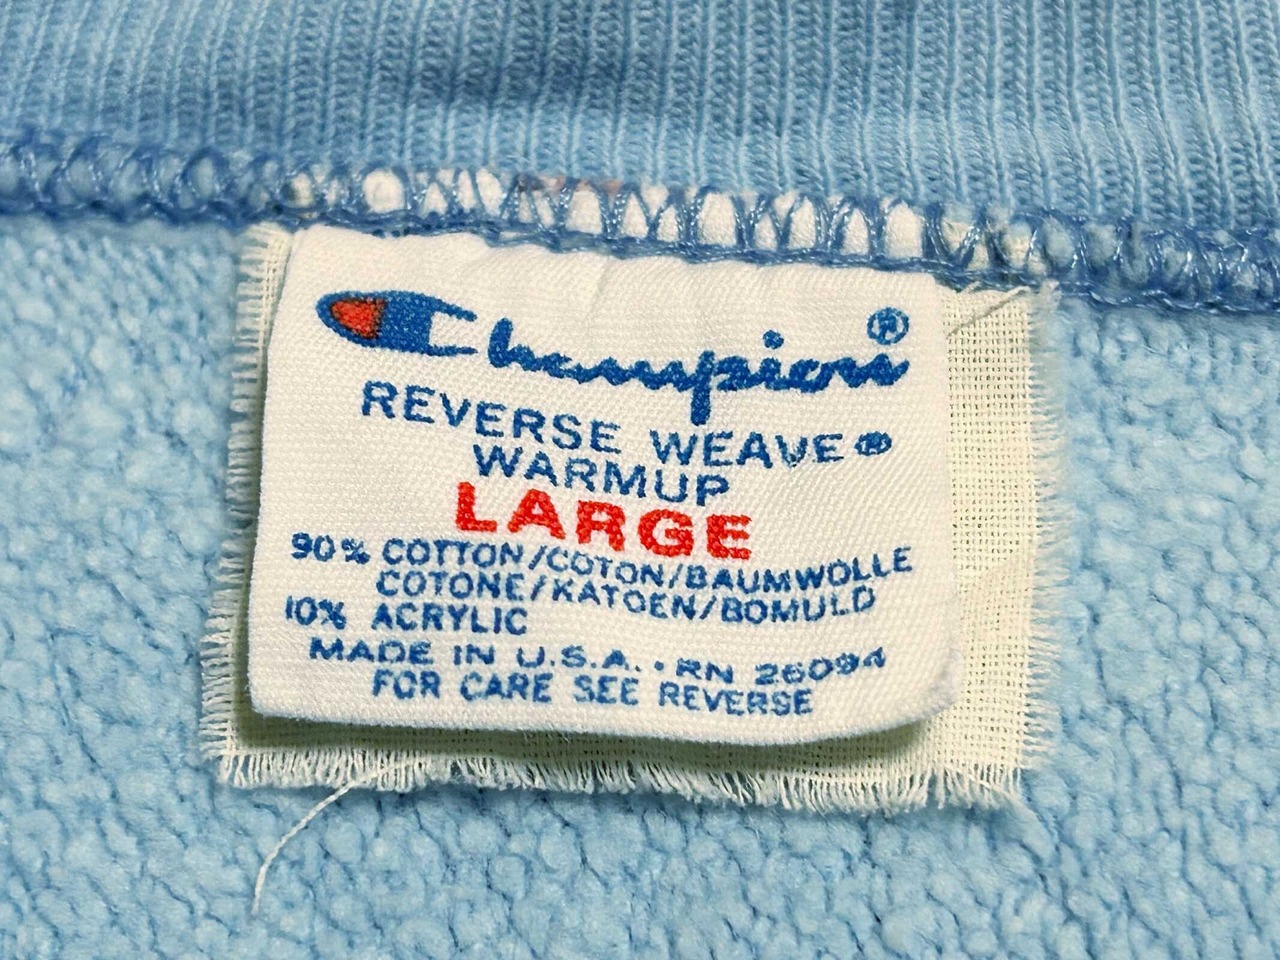 Champion®
REVERSE WEAVE®
WARMUP
LARGE
90% COTTON/COTON/BAUMWOLLE
COTONE/KATOEN/BOMULD
10% ACRYLIC
MADE IN U.S.A. • RN 26094
FOR CARE SEE REVERSE